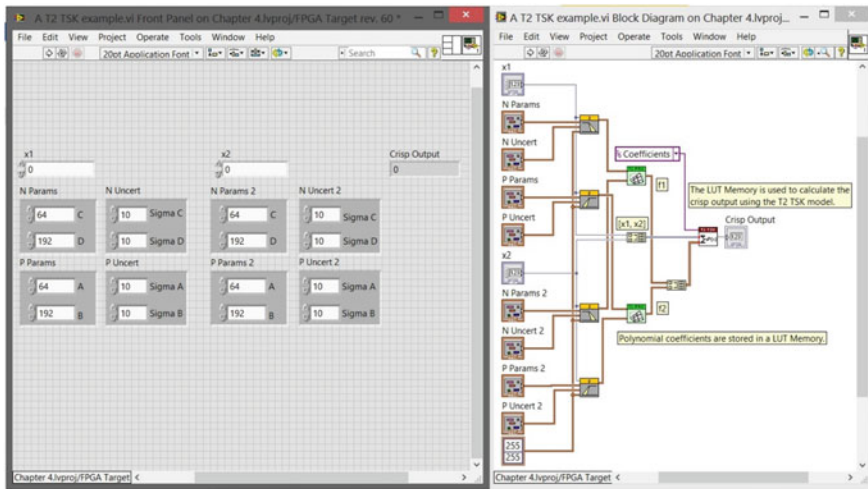 A T2 TSK example.vi Front Panel on Chapter 4.lvproj/FPGA Target rev. 60 *
File Edit View Project Operate Tools Window Help
20pt Application Font
Search
x1
0
x2
0
Crisp Output
0
N Params
N Uncert
N Params 2
N Uncert 2
64 C
10 Sigma C
64 C
10 Sigma C
192 D
10 Sigma D
192 D
10 Sigma D
P Params
P Uncert
P Params 2
P Uncert 2
64 A
10 Sigma A
64 A
10 Sigma A
192 B
10 Sigma B
192 B
10 Sigma B
Chapter 4.lvproj/FPGA Target
A T2 TSK example.vi Block Diagram on Chapter 4.lvproj...
File Edit View Project Operate Tools Window Help
20pt Application Font
x1
N Params
N Uncert
P Params
P Uncert
x2
N Params 2
N Uncert 2
P Params 2
P Uncert 2
255
255
Coefficients
f1
[x1, x2]
f2
The LUT Memory is used to calculate the
crisp output using the T2 TSK model.
Crisp Output
Polynomial coefficients are stored in a LUT Memory.
Chapter 4.lvproj/FPGA Target